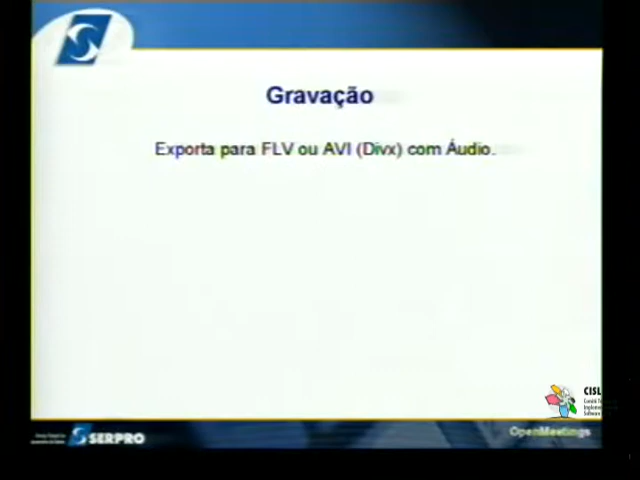 Gravação
Exporta para FLV ou AVI (Divx) com Áudio.
CISL
SERPRO
OpenMeetings